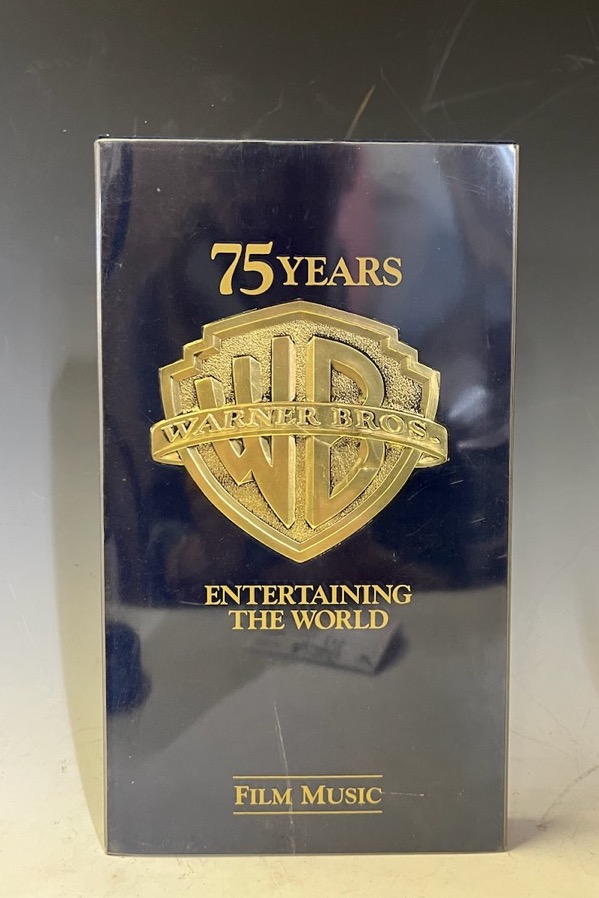 75 YEARS
WB
WARNER BROS.
ENTERTAINING
THE WORLD
FILM MUSIC